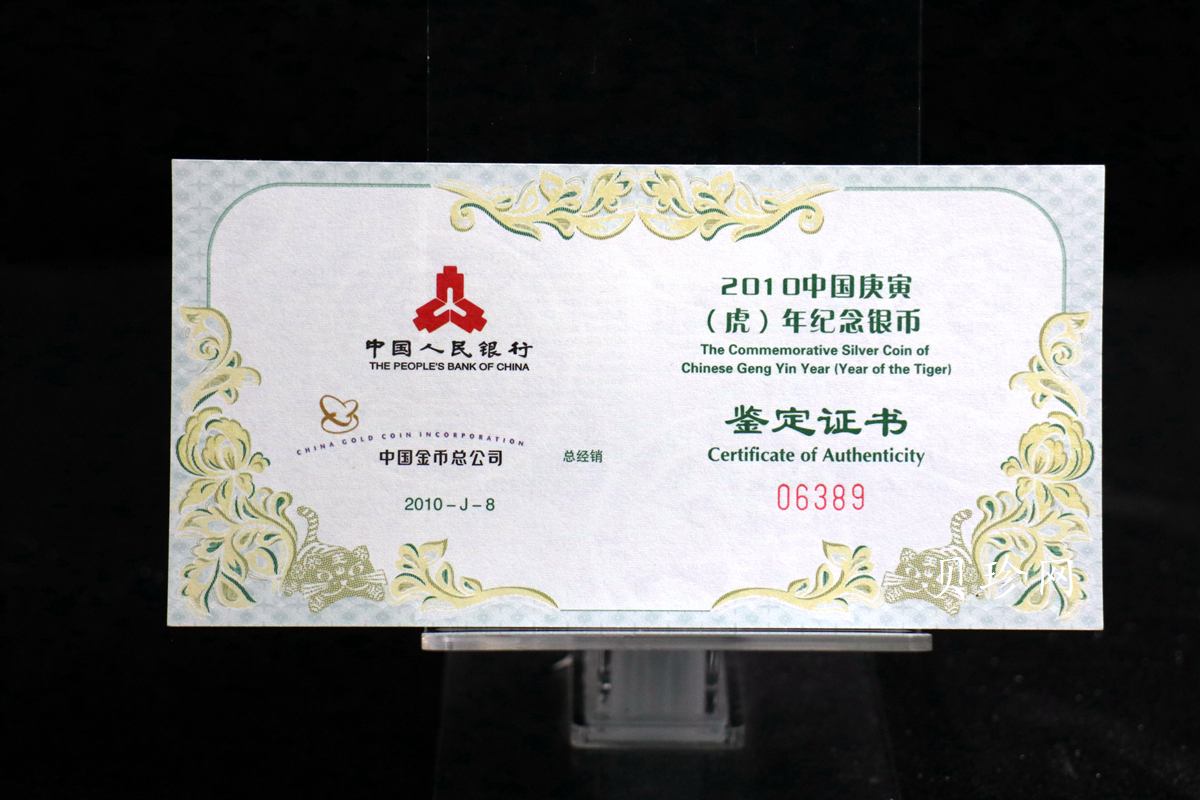 中国人民银行
THE PEOPLE'S BANK OF CHINA
CHINA GOLD COIN INCORPORATION
中国金币总公司 总经销
2010-J-8
2010中国庚寅
（虎）年纪念银币
The Commemorative Silver Coin of
Chinese Geng Yin Year (Year of the Tiger)
鉴定证书
Certificate of Authenticity
06389
贝珍网